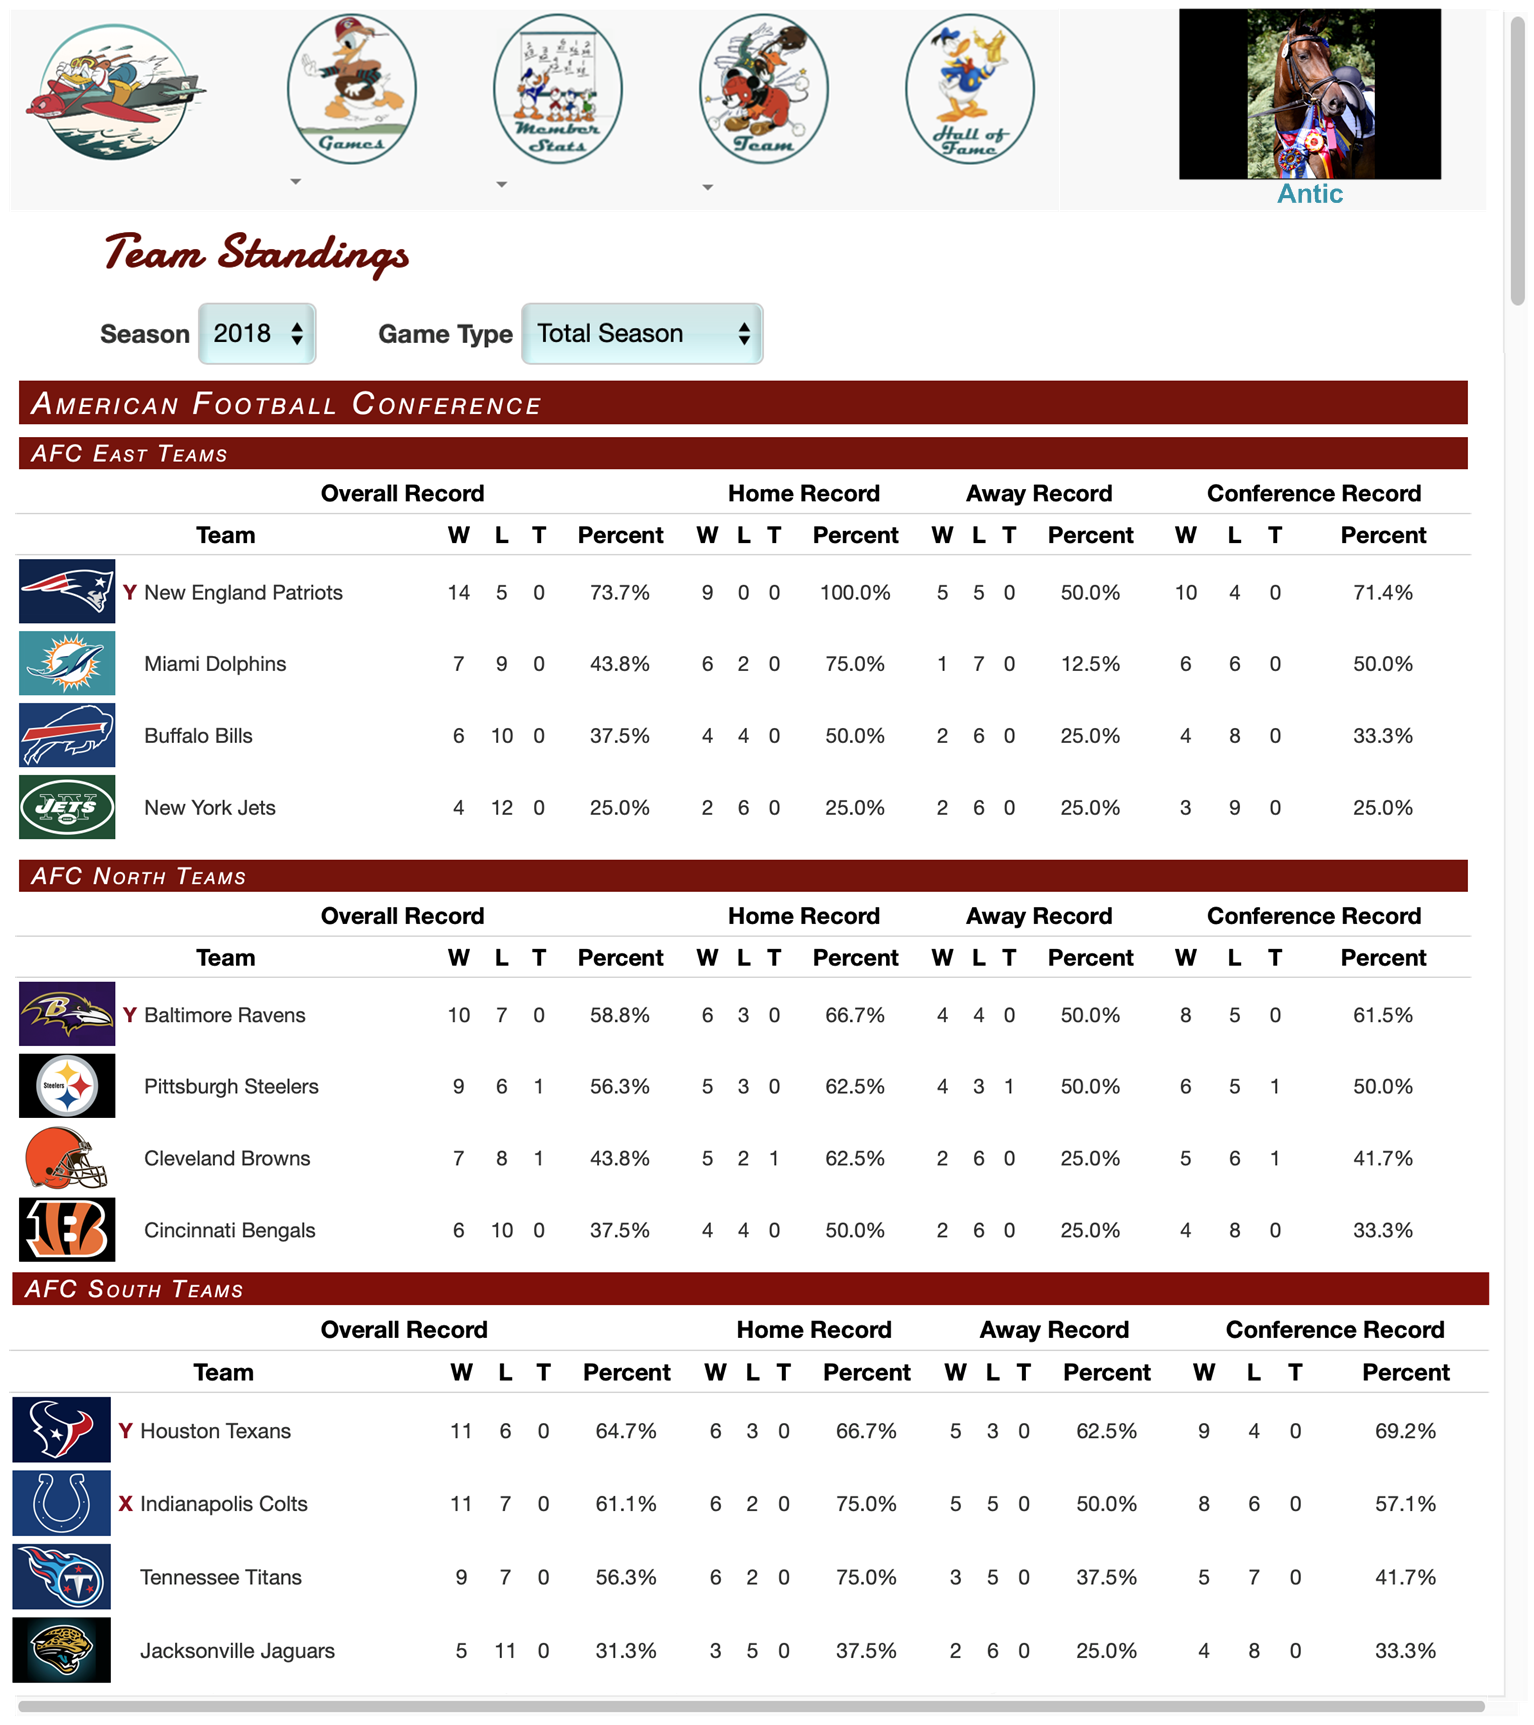 Games
Member
Stats
Team
Hall of
Fame
Antic
Team Standings
Season 2018 Game Type Total Season
AMERICAN FOOTBALL CONFERENCE
AFC EAST TEAMS
Overall Record Home Record Away Record Conference Record
Team W L T Percent W L T Percent W L T Percent W L T Percent
Y New England Patriots 14 5 0 73.7% 9 0 0 100.0% 5 5 0 50.0% 10 4 0 71.4%
Miami Dolphins 7 9 0 43.8% 6 2 0 75.0% 1 7 0 12.5% 6 6 0 50.0%
Buffalo Bills 6 10 0 37.5% 4 4 0 50.0% 2 6 0 25.0% 4 8 0 33.3%
NY JETS New York Jets 4 12 0 25.0% 2 6 0 25.0% 2 6 0 25.0% 3 9 0 25.0%
AFC NORTH TEAMS
Overall Record Home Record Away Record Conference Record
Team W L T Percent W L T Percent W L T Percent W L T Percent
B Y Baltimore Ravens 10 7 0 58.8% 6 3 0 66.7% 4 4 0 50.0% 8 5 0 61.5%
Steelers Pittsburgh Steelers 9 6 1 56.3% 5 3 0 62.5% 4 3 1 50.0% 6 5 1 50.0%
Cleveland Browns 7 8 1 43.8% 5 2 1 62.5% 2 6 0 25.0% 5 6 1 41.7%
B Cincinnati Bengals 6 10 0 37.5% 4 4 0 50.0% 2 6 0 25.0% 4 8 0 33.3%
AFC SOUTH TEAMS
Overall Record Home Record Away Record Conference Record
Team W L T Percent W L T Percent W L T Percent W L T Percent
Y Houston Texans 11 6 0 64.7% 6 3 0 66.7% 5 3 0 62.5% 9 4 0 69.2%
X Indianapolis Colts 11 7 0 61.1% 6 2 0 75.0% 5 5 0 50.0% 8 6 0 57.1%
T Tennessee Titans 9 7 0 56.3% 6 2 0 75.0% 3 5 0 37.5% 5 7 0 41.7%
Jacksonville Jaguars 5 11 0 31.3% 3 5 0 37.5% 2 6 0 25.0% 4 8 0 33.3%